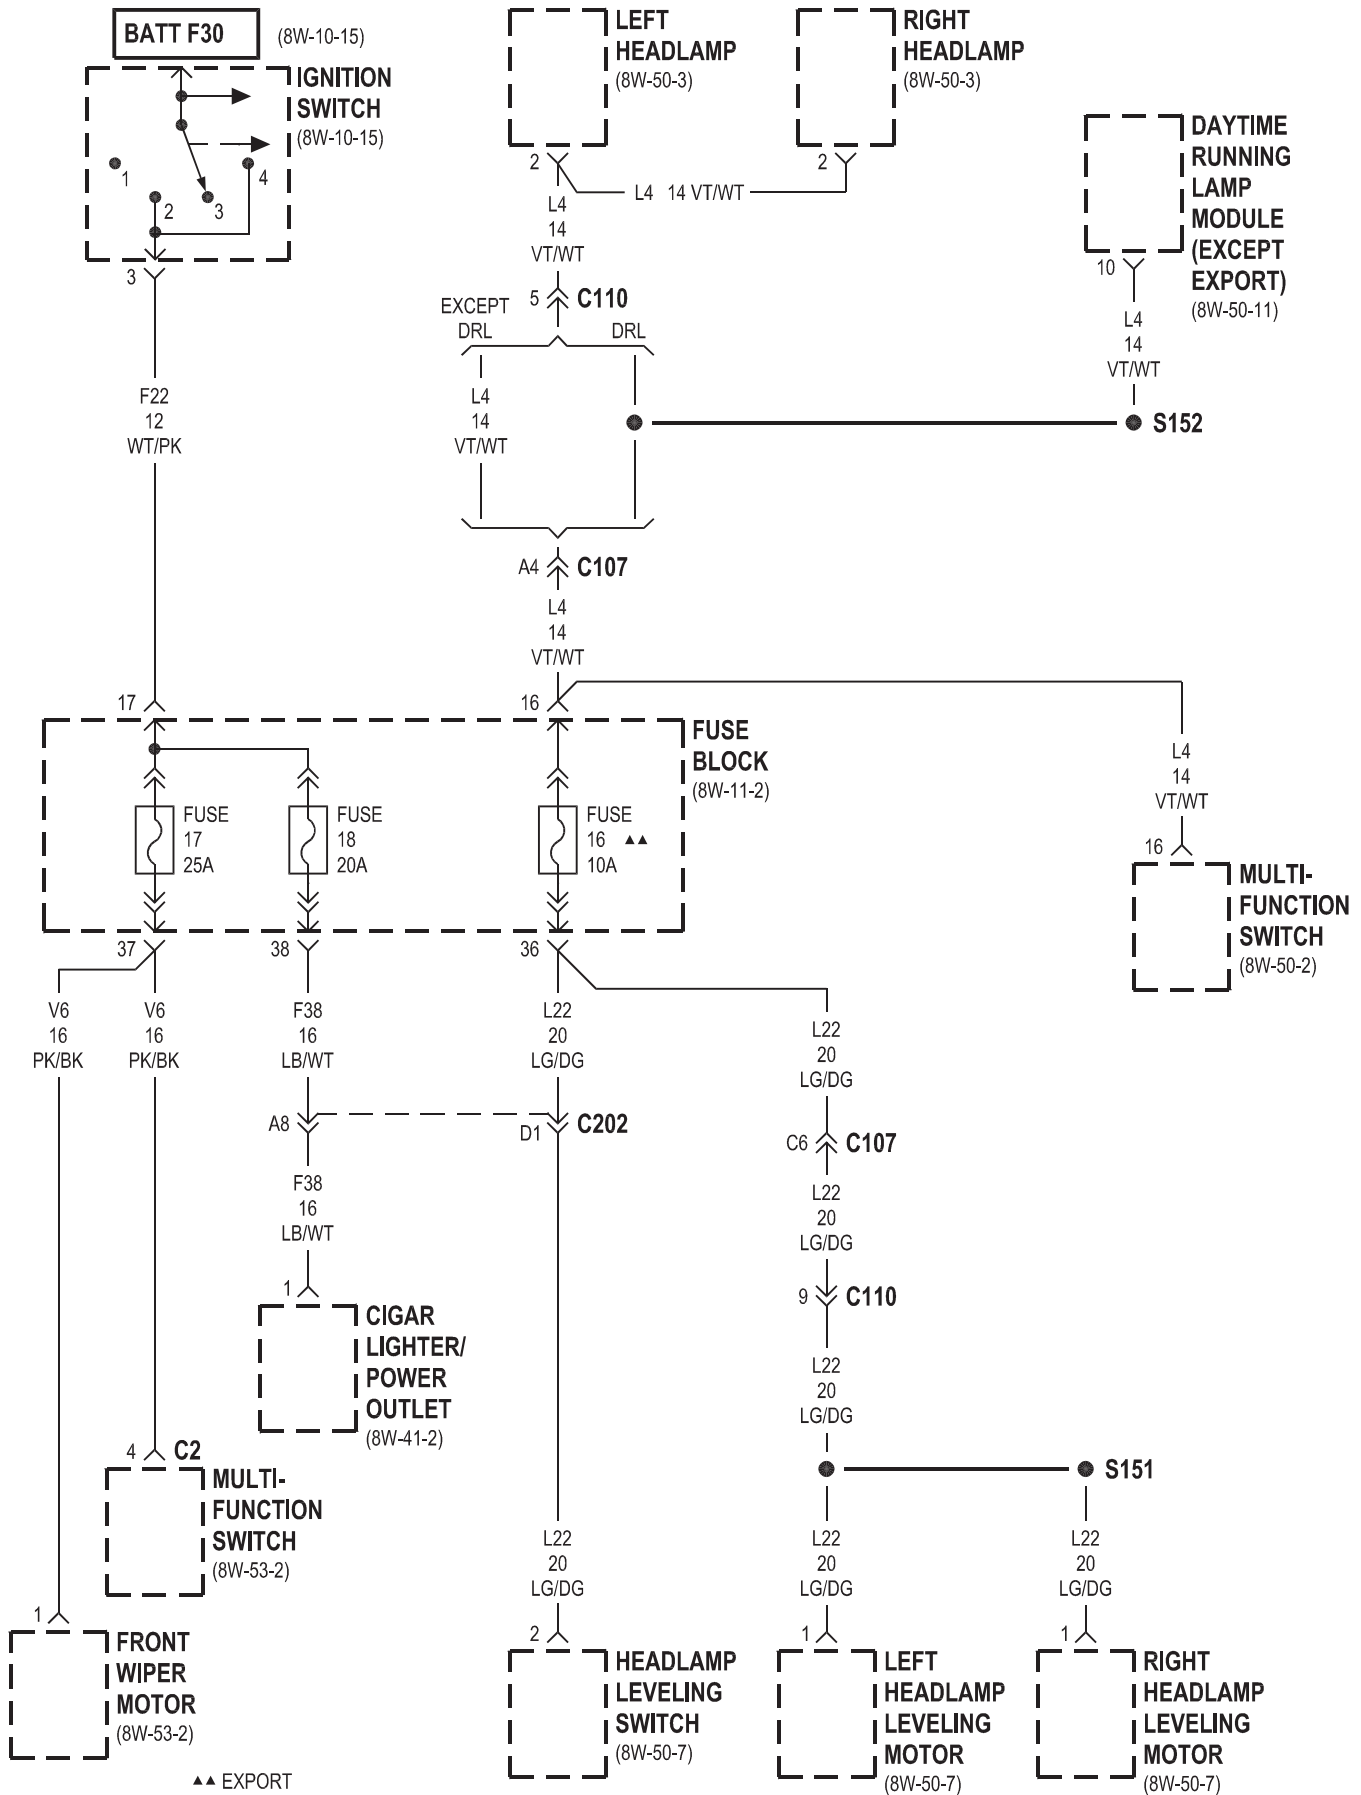 BATT F30
(8W-10-15)
IGNITION
SWITCH
(8W-10-15)
1
2
3
4
3
F22
12
WT/PK
17
LEFT
HEADLAMP
(8W-50-3)
2
L4 14 VT/WT
RIGHT
HEADLAMP
(8W-50-3)
2
L4
14
VT/WT
5
C110
EXCEPT
DRL
DRL
L4
14
VT/WT
DAYTIME
RUNNING
LAMP
MODULE
(EXCEPT
EXPORT)
(8W-50-11)
10
L4
14
VT/WT
S152
A4
C107
L4
14
VT/WT
16
FUSE
BLOCK
(8W-11-2)
FUSE
17
25A
FUSE
18
20A
FUSE
16 ▲▲
10A
L4
14
VT/WT
16
MULTI-
FUNCTION
SWITCH
(8W-50-2)
37
38
36
V6
16
PK/BK
V6
16
PK/BK
F38
16
LB/WT
L22
20
LG/DG
L22
20
LG/DG
A8
D1
C202
C6
C107
F38
16
LB/WT
L22
20
LG/DG
1
CIGAR
LIGHTER/
POWER
OUTLET
(8W-41-2)
9
C110
L22
20
LG/DG
4
C2
MULTI-
FUNCTION
SWITCH
(8W-53-2)
S151
L22
20
LG/DG
L22
20
LG/DG
L22
20
LG/DG
1
FRONT
WIPER
MOTOR
(8W-53-2)
2
HEADLAMP
LEVELING
SWITCH
(8W-50-7)
1
LEFT
HEADLAMP
LEVELING
MOTOR
(8W-50-7)
1
RIGHT
HEADLAMP
LEVELING
MOTOR
(8W-50-7)
▲▲ EXPORT